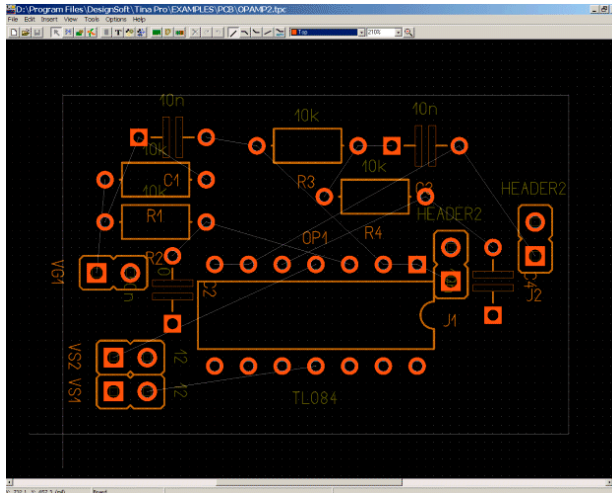 D:\Program Files\DesignSoft\Tina Pro\EXAMPLES\PCB\OPAMP2.tpc
File Edit Insert View Tools Options Help
Top
210%
10n
10k
10n
10k
10k
C1
R3
C3
HEADER2
10k
R1
R4
HEADER2
OP1
R2
VG1
C2
C4
J2
J1
VS2
12
VS1
12
TL084